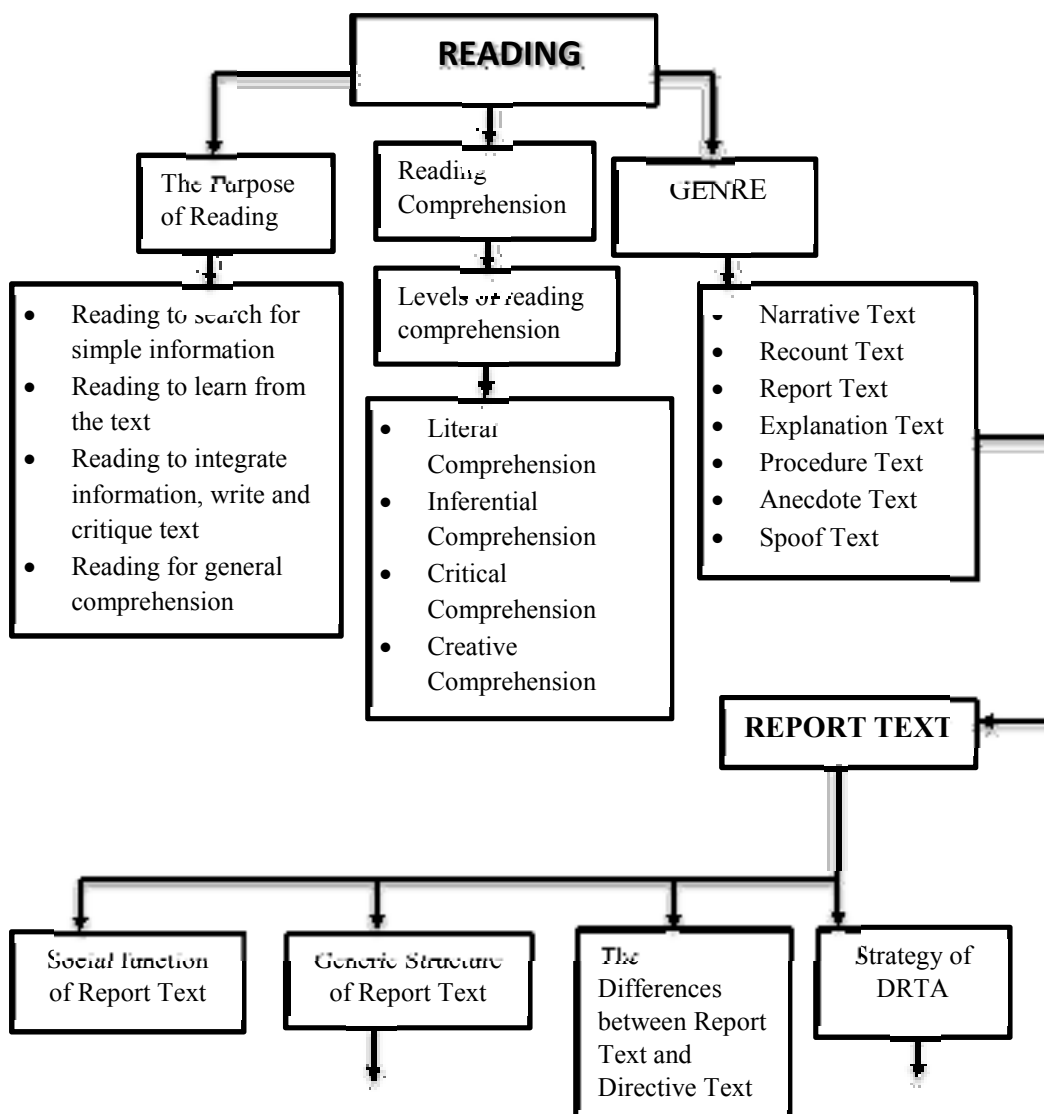 READING
The Purpose
of Reading
Reading
Comprehension
GENRE
Levels of reading
comprehension
• Reading to search for
simple information
• Reading to learn from
the text
• Reading to integrate
information, write and
critique text
• Reading for general
comprehension
• Literal
Comprehension
• Inferential
Comprehension
• Critical
Comprehension
• Creative
Comprehension
• Narrative Text
• Recount Text
• Report Text
• Explanation Text
• Procedure Text
• Anecdote Text
• Spoof Text
REPORT TEXT
Social function
of Report Text
Generic Structure
of Report Text
The
Differences
between Report
Text and
Directive Text
Strategy of
DRTA